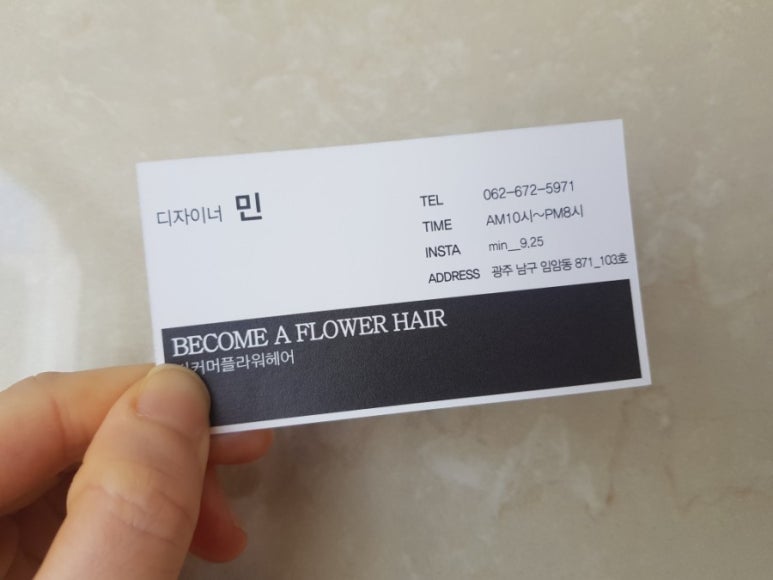 디자이너 민
TEL 062-672-5971
TIME AM10시~PM8시
INSTA min__9.25
ADDRESS 광주 남구 임암동 871_103호
BECOME A FLOWER HAIR
커머플라워헤어